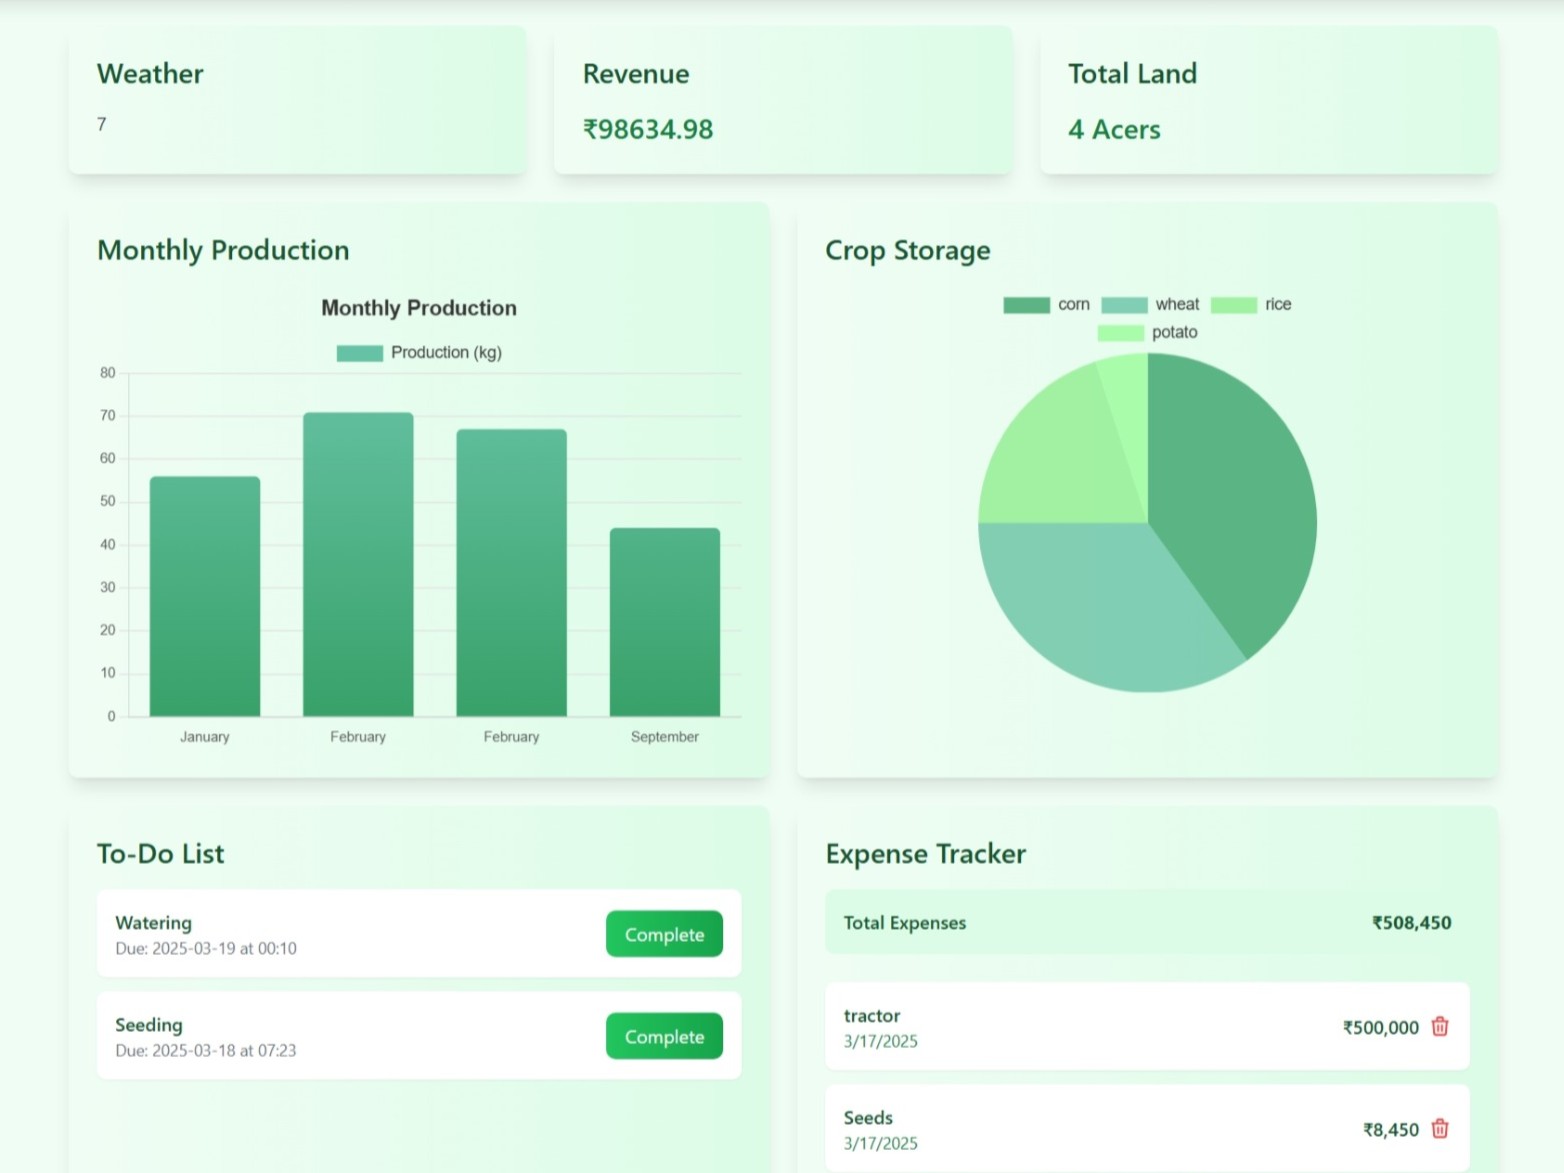 Weather
7
Revenue
₹98634.98
Total Land
4 Acers
Monthly Production
Monthly Production
Production (kg)
80
70
60
50
40
30
20
10
0
January February February September
Crop Storage
corn wheat rice
potato
To-Do List
Watering
Due: 2025-03-19 at 00:10
Complete
Seeding
Due: 2025-03-18 at 07:23
Complete
Expense Tracker
Total Expenses ₹508,450
tractor
3/17/2025
₹500,000
Seeds
3/17/2025
₹8,450